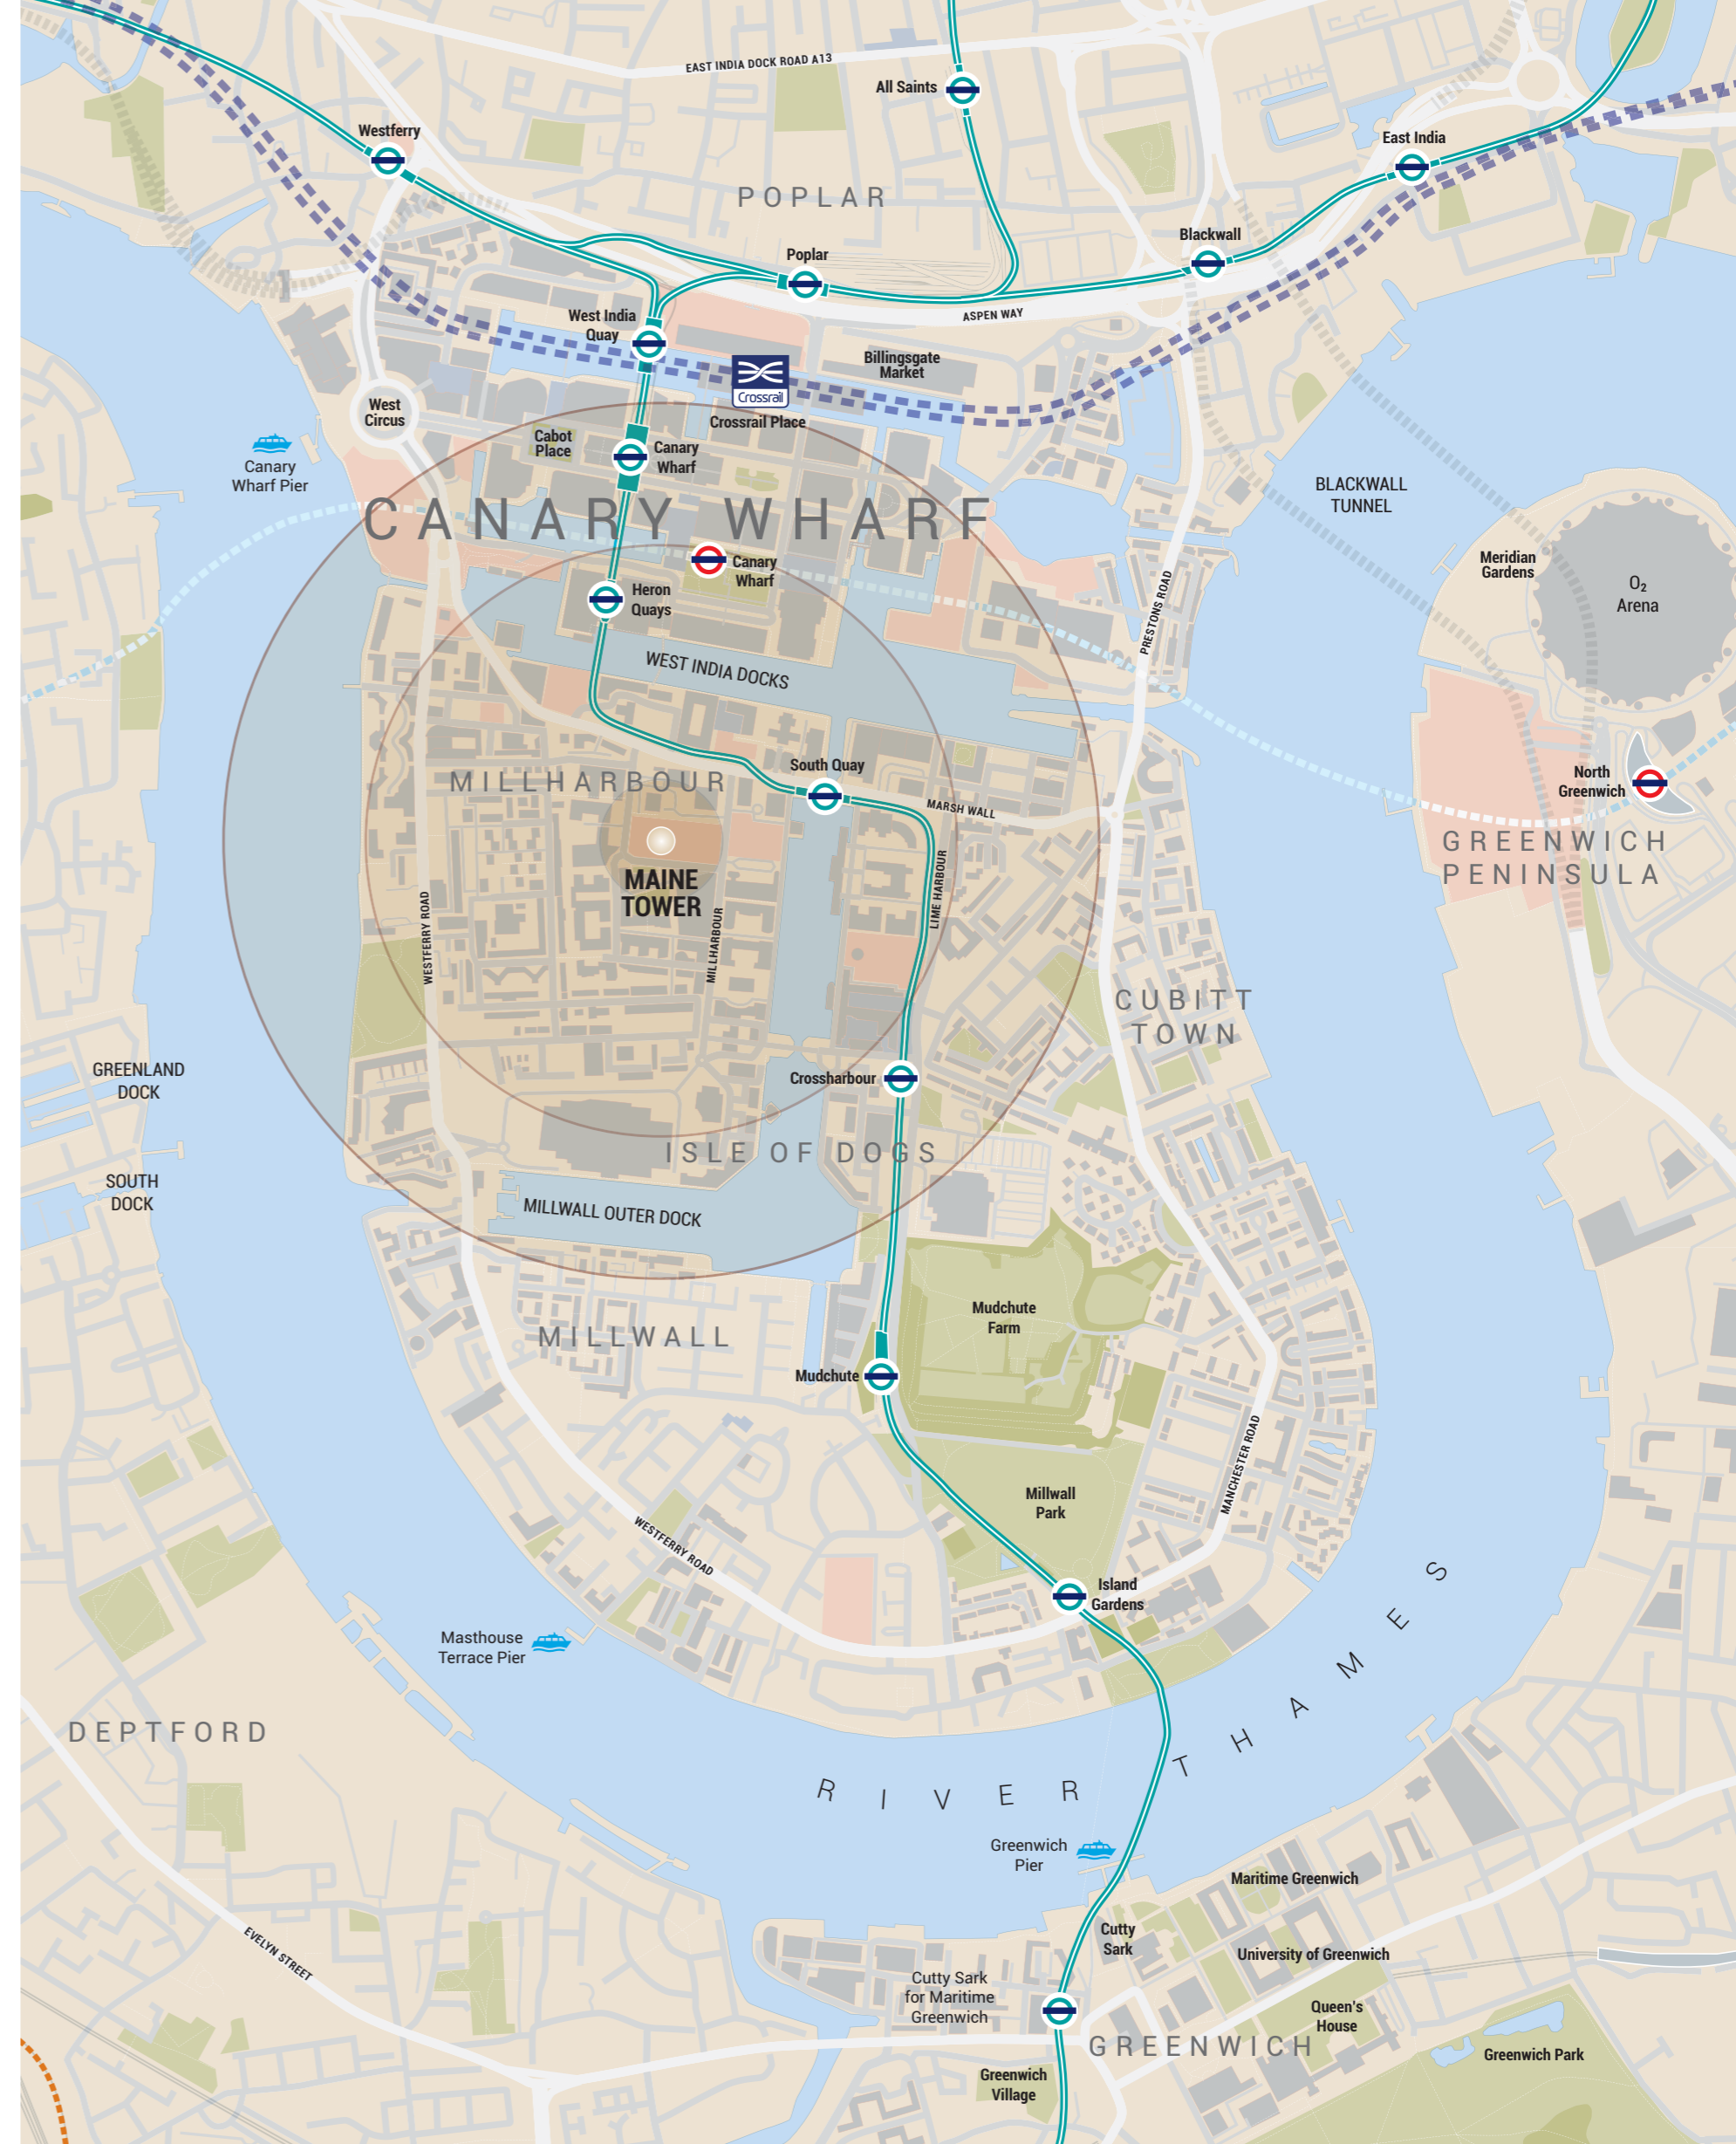 EAST INDIA DOCK ROAD A13
All Saints
Westferry
East India
POPLAR
Blackwall
Poplar
West India
Quay
ASPEN WAY
Billingsgate
Market
Crossrail
Crossrail Place
West
Circus
Cabot
Place
Canary
Wharf
Canary
Wharf Pier
BLACKWALL
TUNNEL
CANARY WHARF
Canary
Wharf
Meridian
Gardens
O₂
Arena
Heron
Quays
PRESTONS ROAD
WEST INDIA DOCKS
MILLHARBOUR
South Quay
MARSH WALL
North
Greenwich
GREENWICH
PENINSULA
MAINE
TOWER
LIME HARBOUR
WESTFERRY ROAD
MILLHARBOUR
CUBITT
TOWN
GREENLAND
DOCK
Crossharbour
ISLE OF DOGS
SOUTH
DOCK
MILLWALL OUTER DOCK
Mudchute
Farm
MILLWALL
Mudchute
MANCHESTER ROAD
Millwall
Park
WESTFERRY ROAD
Island
Gardens
Masthouse
Terrace Pier
DEPTFORD
RIVER THAMES
Greenwich
Pier
Maritime Greenwich
Cutty
Sark
EVELYN STREET
University of Greenwich
Cutty Sark
for Maritime
Greenwich
Queen's
House
GREENWICH
Greenwich Park
Greenwich
Village